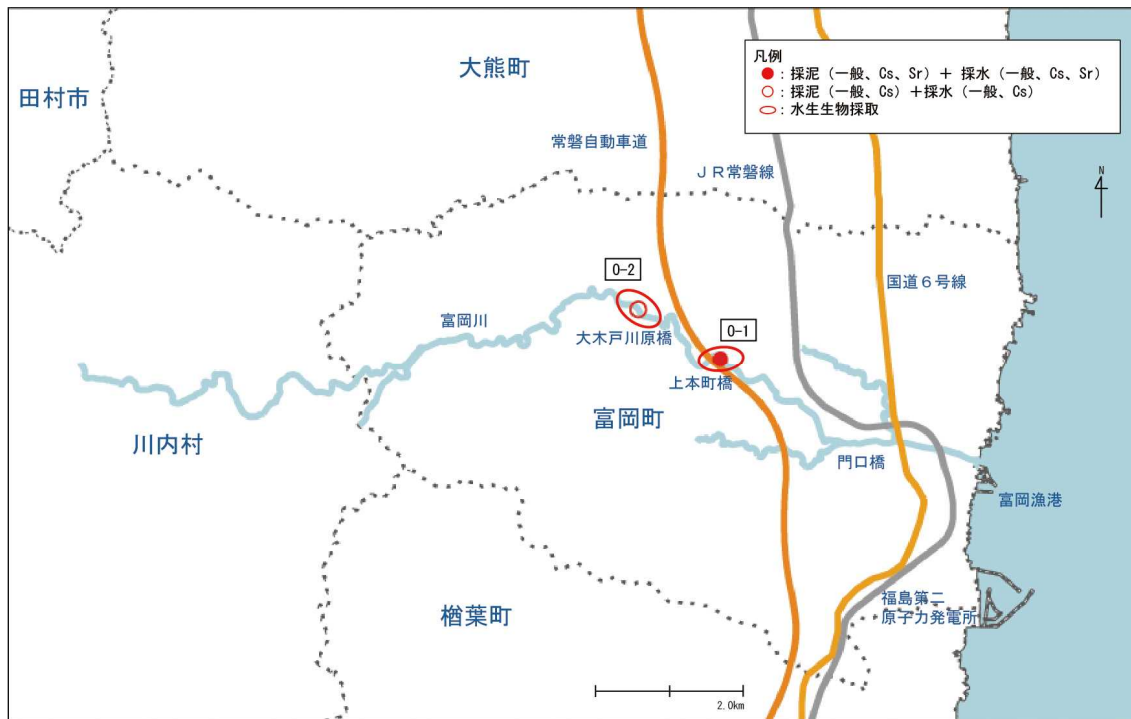 凡例
●：採泥（一般、Cs、Sr）＋ 採水（一般、Cs、Sr）
○：採泥（一般、Cs）＋採水（一般、Cs）
：水生生物採取
大熊町
田村市
常磐自動車道
ＪＲ常磐線
N
国道６号線
0-2
富岡川
大木戸川原橋
0-1
上本町橋
富岡町
川内村
門口橋
富岡漁港
楢葉町
福島第二
原子力発電所
2.0km